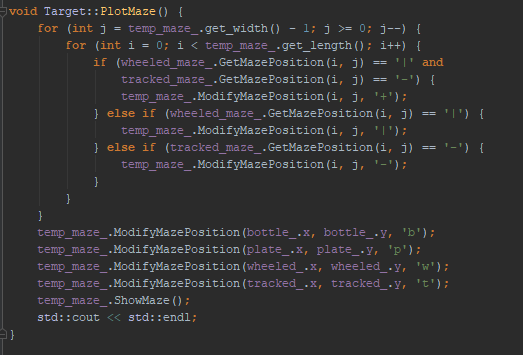 void Target::PlotMaze() {
    for (int j = temp_maze_.get_width() - 1; j >= 0; j--) {
        for (int i = 0; i < temp_maze_.get_length(); i++) {
            if (wheeled_maze_.GetMazePosition(i, j) == '|' and
                tracked_maze_.GetMazePosition(i, j) == '-') {
                temp_maze_.ModifyMazePosition(i, j, '+');
            } else if (wheeled_maze_.GetMazePosition(i, j) == '|') {
                temp_maze_.ModifyMazePosition(i, j, '|');
            } else if (tracked_maze_.GetMazePosition(i, j) == '-') {
                temp_maze_.ModifyMazePosition(i, j, '-');
            }
        }
    }
    temp_maze_.ModifyMazePosition(bottle_.x, bottle_.y, 'b');
    temp_maze_.ModifyMazePosition(plate_.x, plate_.y, 'p');
    temp_maze_.ModifyMazePosition(wheeled_.x, wheeled_.y, 'w');
    temp_maze_.ModifyMazePosition(tracked_.x, tracked_.y, 't');
    temp_maze_.ShowMaze();
    std::cout << std::endl;
}